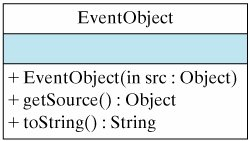 EventObject
+ EventObject(in src : Object)
+ getSource() : Object
+ toString() : String